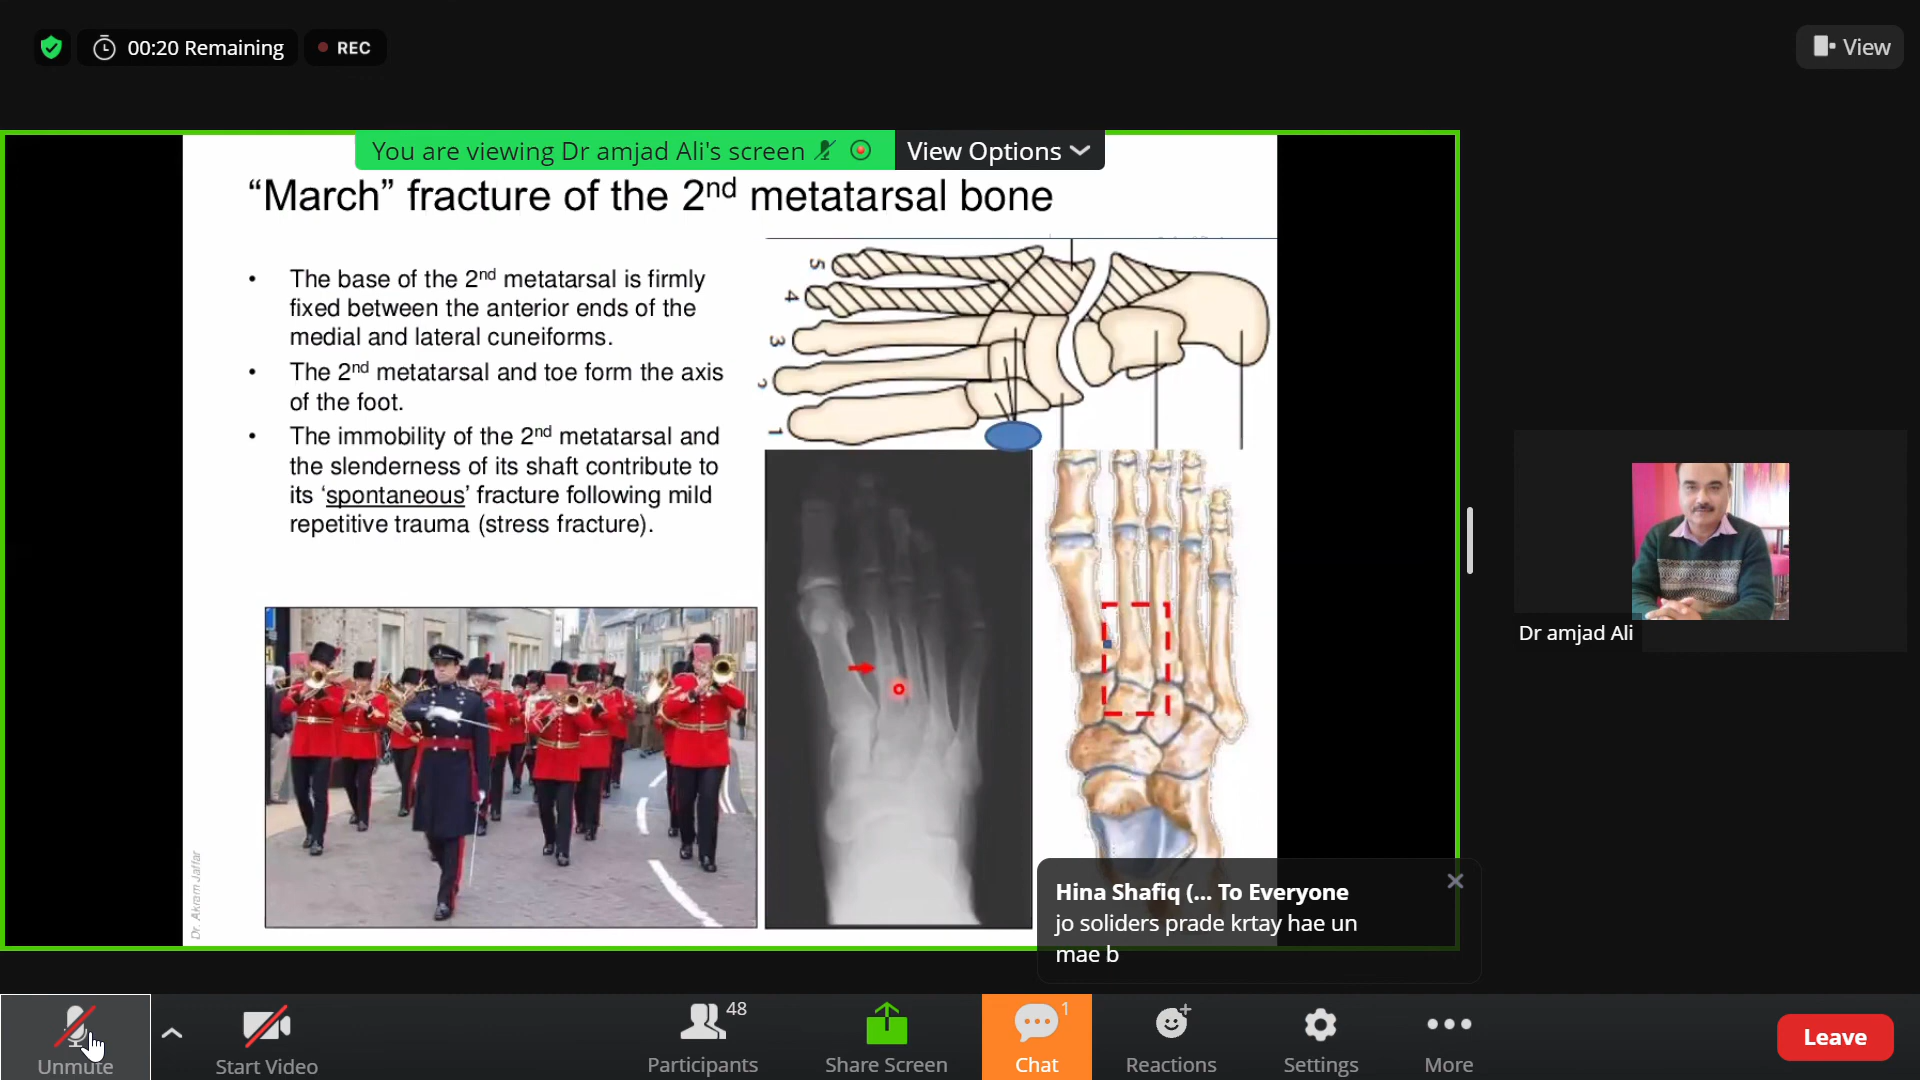 00:20 Remaining
REC
View
You are viewing Dr amjad Ali's screen
View Options
“March” fracture of the 2nd metatarsal bone
• The base of the 2nd metatarsal is firmly
fixed between the anterior ends of the
medial and lateral cuneiforms.
• The 2nd metatarsal and toe form the axis
of the foot.
• The immobility of the 2nd metatarsal and
the slenderness of its shaft contribute to
its ‘spontaneous’ fracture following mild
repetitive trauma (stress fracture).
5
4
3
2
1
Dr. Akram Jaffar
Dr amjad Ali
Hina Shafiq (... To Everyone
jo soliders prade krtay hae un
mae b
Unmute
Start Video
48
Participants
Share Screen
1
Chat
Reactions
Settings
More
Leave